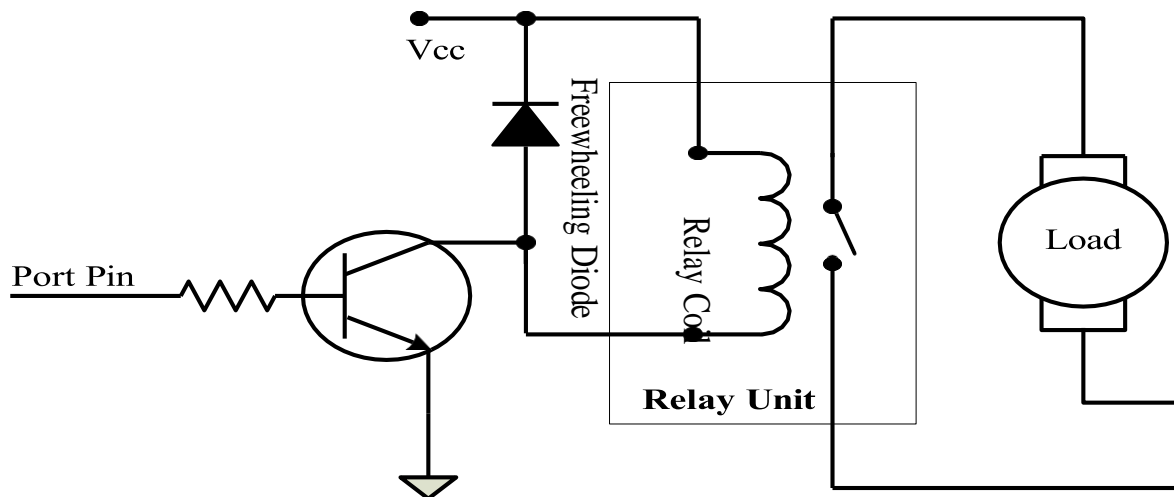 Vcc
Freewheeling Diode
Relay Coil
Load
Port Pin
Relay Unit